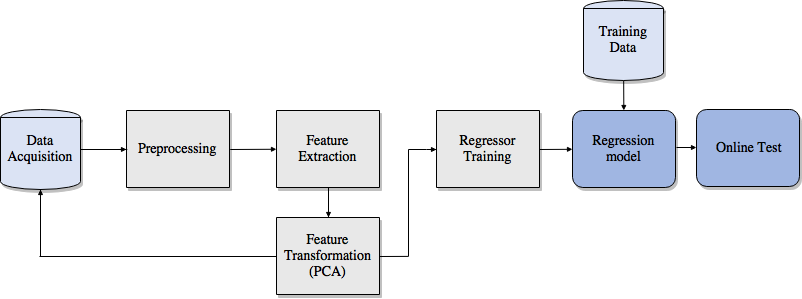 Training
Data
Data
Acquisition
Preprocessing
Feature
Extraction
Regressor
Training
Regression
model
Online Test
Feature
Transformation
(PCA)